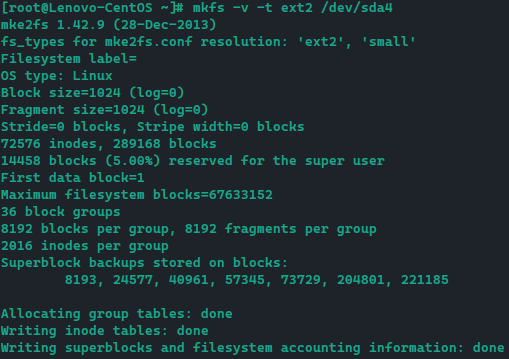 [root@Lenovo-CentOS ~]# mkfs -v -t ext2 /dev/sda4
mke2fs 1.42.9 (28-Dec-2013)
fs_types for mke2fs.conf resolution: 'ext2', 'small'
Filesystem label=
OS type: Linux
Block size=1024 (log=0)
Fragment size=1024 (log=0)
Stride=0 blocks, Stripe width=0 blocks
72576 inodes, 289168 blocks
14458 blocks (5.00%) reserved for the super user
First data block=1
Maximum filesystem blocks=67633152
36 block groups
8192 blocks per group, 8192 fragments per group
2016 inodes per group
Superblock backups stored on blocks:
        8193, 24577, 40961, 57345, 73729, 204801, 221185

Allocating group tables: done
Writing inode tables: done
Writing superblocks and filesystem accounting information: done